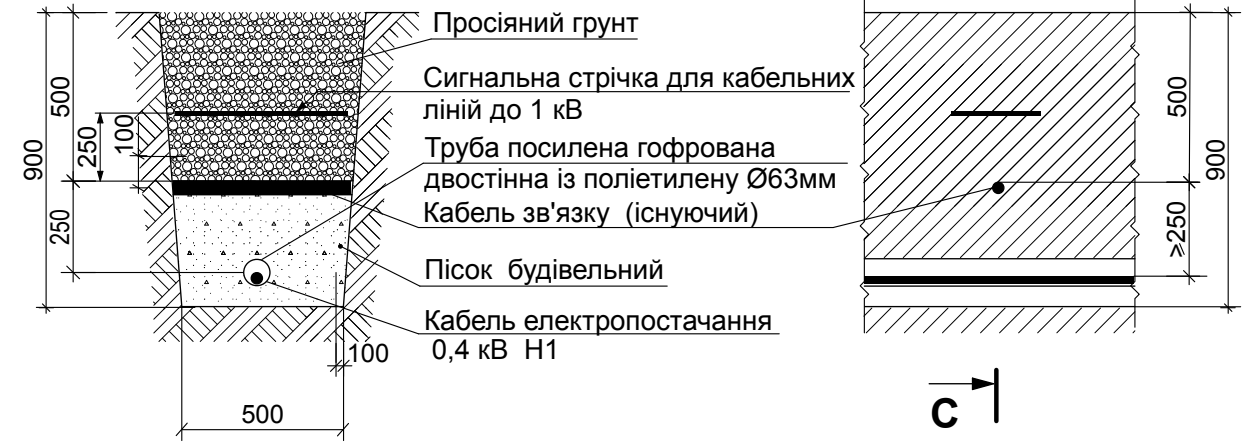 Просіяний грунт
Сигнальна стрічка для кабельних
ліній до 1 кВ
Труба посилена гофрована
двостінна із поліетилену Ø63мм
Кабель зв'язку (існуючий)
Пісок будівельний
Кабель електропостачання
0,4 кВ Н1
900
500
250
100
250
100
500
500
≥250
900
С